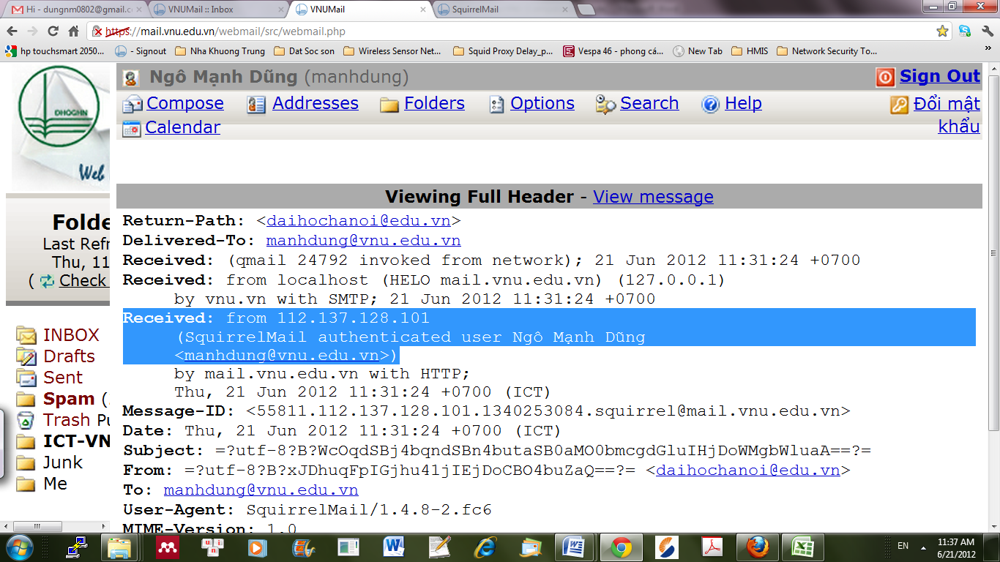 Hi - dungnm0802@gmail.c
VNUMail :: Inbox
VNUMail
SquirrelMail
https://mail.vnu.edu.vn/webmail/src/webmail.php
hp touchsmart 2050...
- Signout
Nha Khuong Trung
Dat Soc son
Wireless Sensor Net...
Squid Proxy Delay_p...
Vespa 46 - phong cá...
New Tab
HMIS
Network Security To...
»
ĐHQGHN
Web
Ngô Mạnh Dũng (manhdung)
Sign Out
Compose
Addresses
Folders
Options
Search
Help
Đổi mật
khẩu
Calendar
Viewing Full Header - View message
Folde
Last Refr
Thu, 11
( Check
INBOX
Drafts
Sent
Spam (
Trash Pu
ICT-VN
Junk
Me
Return-Path: <daihochanoi@edu.vn>
Delivered-To: manhdung@vnu.edu.vn
Received: (qmail 24792 invoked from network); 21 Jun 2012 11:31:24 +0700
Received: from localhost (HELO mail.vnu.edu.vn) (127.0.0.1)
by vnu.vn with SMTP; 21 Jun 2012 11:31:24 +0700
Received: from 112.137.128.101
(SquirrelMail authenticated user Ngô Mạnh Dũng
<manhdung@vnu.edu.vn>)
by mail.vnu.edu.vn with HTTP;
Thu, 21 Jun 2012 11:31:24 +0700 (ICT)
Message-ID: <55811.112.137.128.101.1340253084.squirrel@mail.vnu.edu.vn>
Date: Thu, 21 Jun 2012 11:31:24 +0700 (ICT)
Subject: =?utf-8?B?WcOqdSBj4bqndSBn4butaSB0aMO0bmcgdGluIHjDoWMgbWluaA==?=
From: =?utf-8?B?xJDhuqFpIGjhu41jIEjDoCBO4buZaQ==?= <daihochanoi@edu.vn>
To: manhdung@vnu.edu.vn
User-Agent: SquirrelMail/1.4.8-2.fc6
MIME-Version: 1.0
EN
11:37 AM
6/21/2012